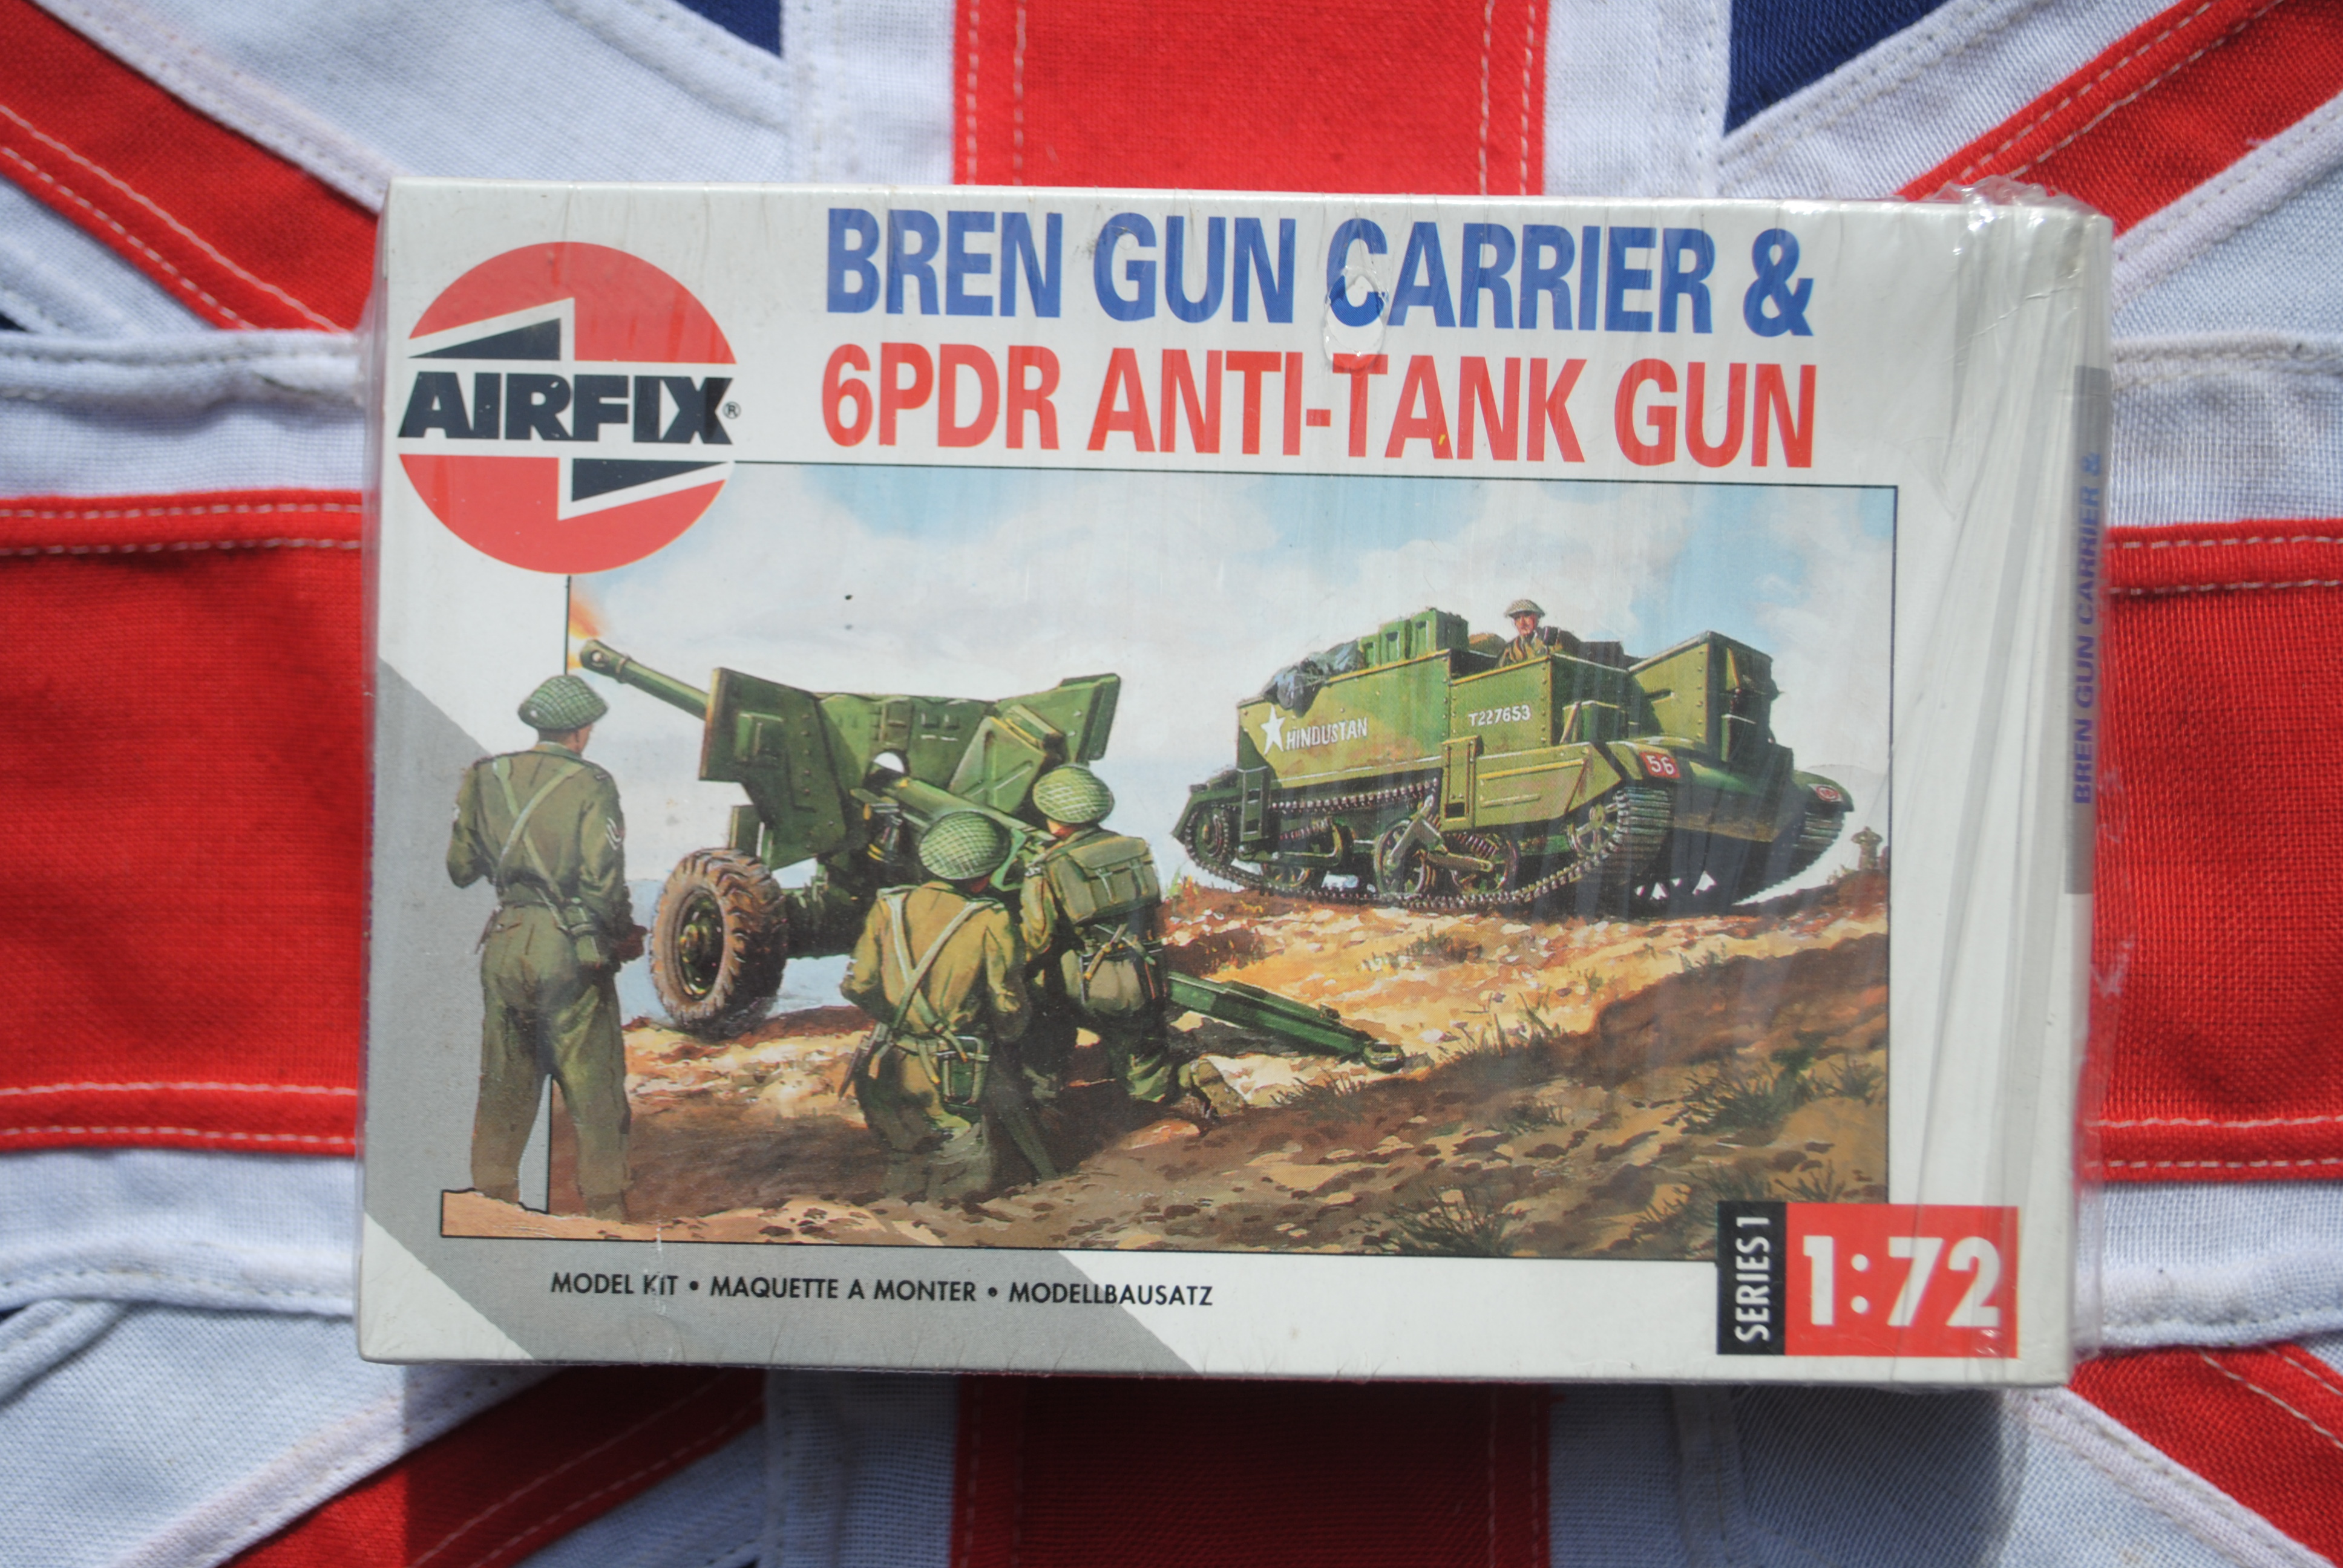 BREN GUN CARRIER &
6PDR ANTI-TANK GUN
AIRFIX®
HINDUSTAN
T227653
56
MODEL KIT • MAQUETTE A MONTER • MODELLBAUSATZ
SERIES 1
1:72
BREN GUN CARRIER &